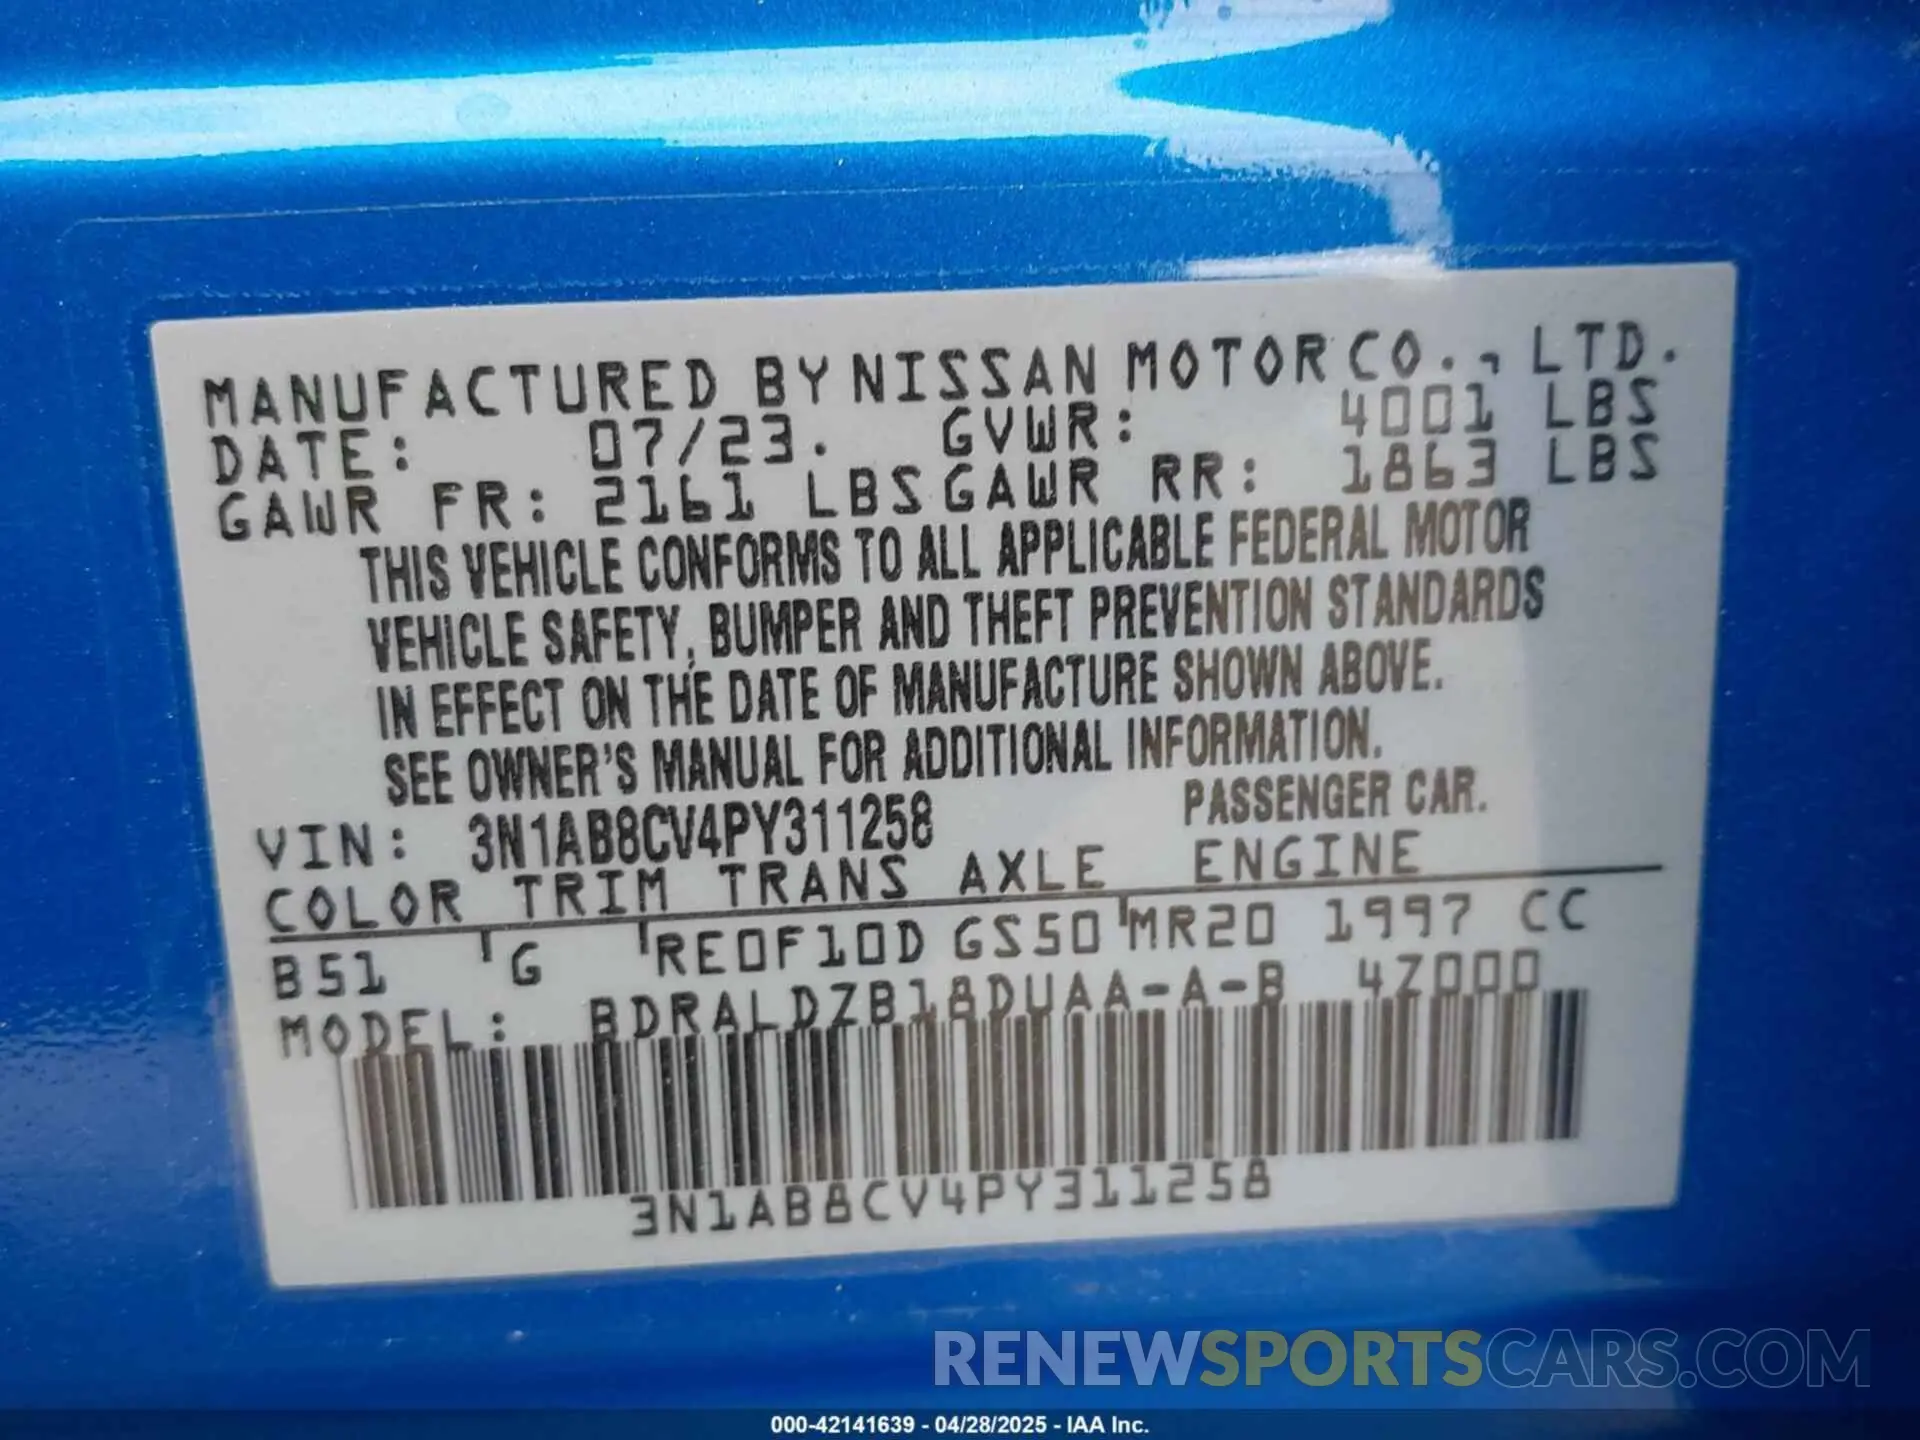 MANUFACTURED BY NISSAN MOTOR CO., LTD.
DATE: 07/23. GVWR: 4001 LBS
GAWR FR: 2161 LBS GAWR RR: 1863 LBS
THIS VEHICLE CONFORMS TO ALL APPLICABLE FEDERAL MOTOR
VEHICLE SAFETY, BUMPER AND THEFT PREVENTION STANDARDS
IN EFFECT ON THE DATE OF MANUFACTURE SHOWN ABOVE.
SEE OWNER'S MANUAL FOR ADDITIONAL INFORMATION.
VIN: 3N1AB8CV4PY311258 PASSENGER CAR.
COLOR TRIM TRANS AXLE ENGINE
B51 G RE0F10D GS50 MR20 1997 CC
MODEL: BDRALDZB18DUAA-A-B 4Z000
3N1AB8CV4PY311258
RENEWSPORTSCARS.COM
000-42141639 - 04/28/2025 - IAA Inc.